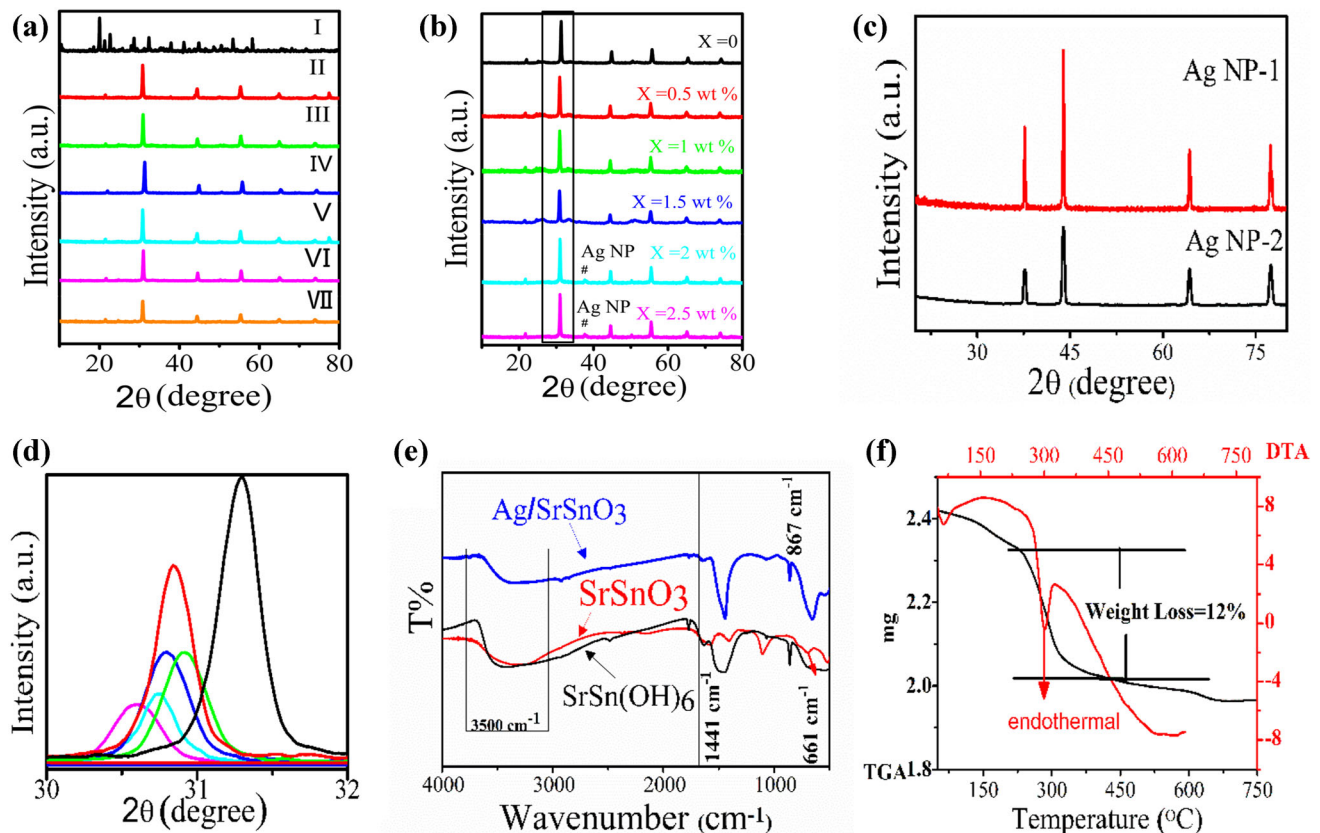 (a)
I
II
III
IV
V
VI
VII
Intensity (a.u.)
20 40 60 80
2θ (degree)
(b)
X =0
X =0.5 wt %
X =1 wt %
X =1.5 wt %
Ag NP
#
X =2 wt %
Ag NP
#
X =2.5 wt %
Intensity (a.u.)
20 40 60 80
2θ (degree)
(c)
Ag NP-1
Ag NP-2
Intensity (a.u.)
30 45 60 75
2θ (degree)
(d)
Intensity (a.u.)
30 31 32
2θ (degree)
(e)
Ag/SrSnO3
867 cm-1
SrSnO3
SrSn(OH)6
3500 cm-1
1441 cm-1
661 cm-1
T%
4000 3000 2000 1000
Wavenumber (cm-1)
(f)
150 300 450 600 DTA
8
4
0
-4
-8
2.4
2.2
2.0
1.8
mg
Weight Loss=12%
endothermal
TGA
150 300 450 600 750
Temperature (OC)